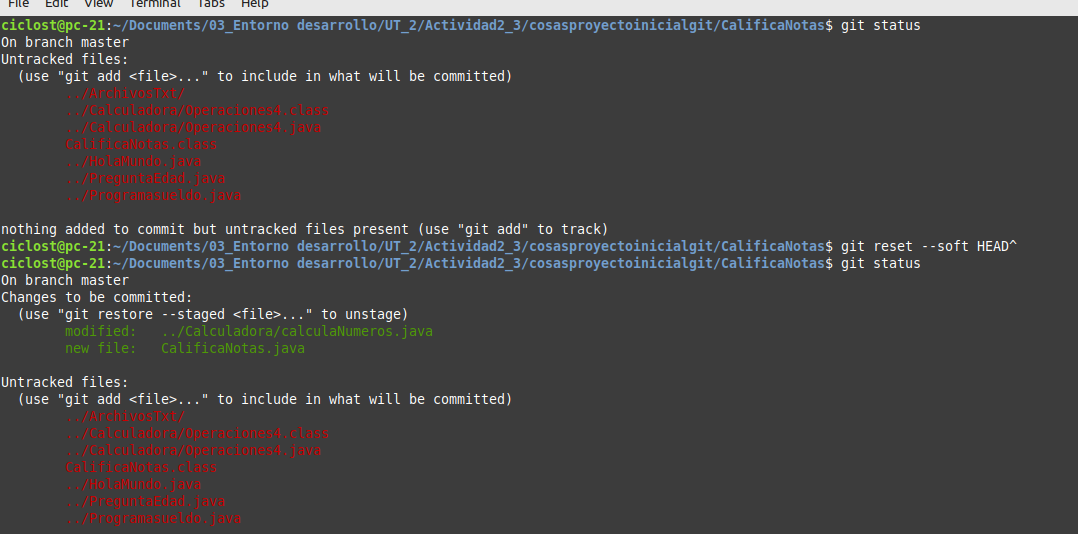 File Edit View Terminal Tabs Help
ciclost@pc-21:~/Documents/03_Entorno desarrollo/UT_2/Actividad2_3/cosasproyectoinicialgit/CalificaNotas$ git status
On branch master
Untracked files:
  (use "git add <file>..." to include in what will be committed)
        ../ArchivosTxt/
        ../Calculadora/Operaciones4.class
        ../Calculadora/Operaciones4.java
        CalificaNotas.class
        ../HolaMundo.java
        ../PreguntaEdad.java
        ../Programasueldo.java

nothing added to commit but untracked files present (use "git add" to track)
ciclost@pc-21:~/Documents/03_Entorno desarrollo/UT_2/Actividad2_3/cosasproyectoinicialgit/CalificaNotas$ git reset --soft HEAD^
ciclost@pc-21:~/Documents/03_Entorno desarrollo/UT_2/Actividad2_3/cosasproyectoinicialgit/CalificaNotas$ git status
On branch master
Changes to be committed:
  (use "git restore --staged <file>..." to unstage)
        modified:   ../Calculadora/calculaNumeros.java
        new file:   CalificaNotas.java

Untracked files:
  (use "git add <file>..." to include in what will be committed)
        ../ArchivosTxt/
        ../Calculadora/Operaciones4.class
        ../Calculadora/Operaciones4.java
        CalificaNotas.class
        ../HolaMundo.java
        ../PreguntaEdad.java
        ../Programasueldo.java